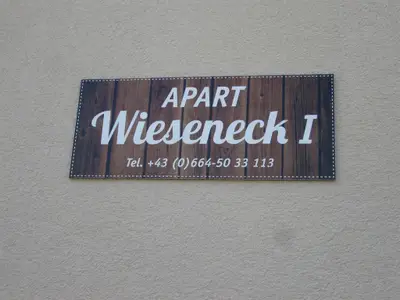 APART
Wieseneck I
Tel. +43 (0)664-50 33 113